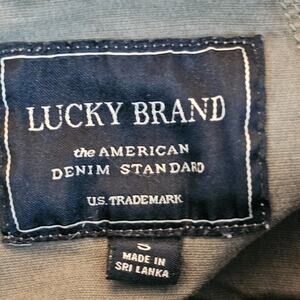 LUCKY BRAND
the AMERICAN
DENIM STANDARD
U.S. TRADEMARK
MADE IN
SRI LANKA